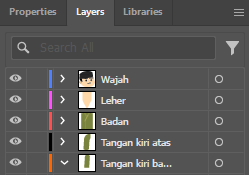 Properties Layers Libraries
Search All
Wajah
Leher
Badan
Tangan kiri atas
Tangan kiri ba...